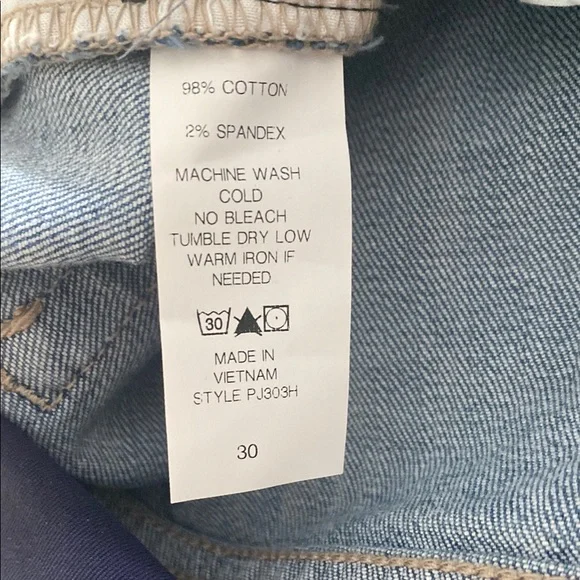 98% COTTON
2% SPANDEX
MACHINE WASH
COLD
NO BLEACH
TUMBLE DRY LOW
WARM IRON IF
NEEDED
30
MADE IN
VIETNAM
STYLE PJ303H
30